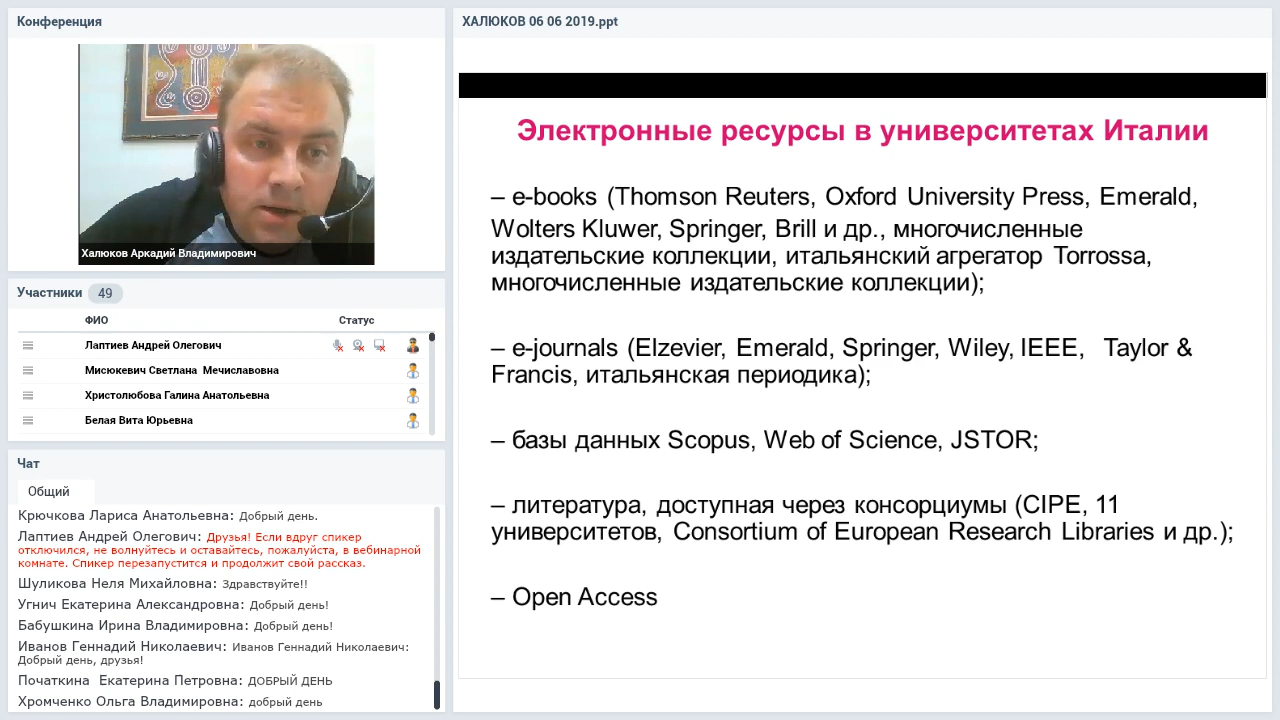 Конференция
Халюков Аркадий Владимирович
Участники 49
ФИО Статус
Лаптиев Андрей Олегович
Мисюкевич Светлана Мечиславовна
Христолюбова Галина Анатольевна
Белая Вита Юрьевна
Чат
Общий
Крючкова Лариса Анатольевна: Добрый день.
Лаптиев Андрей Олегович: Друзья! Если вдруг спикер
отключился, не волнуйтесь и оставайтесь, пожалуйста, в вебинарной
комнате. Спикер перезапустится и продолжит свой рассказ.
Шуликова Неля Михайловна: Здравствуйте!!
Угнич Екатерина Александровна: Добрый день!
Бабушкина Ирина Владимировна: Добрый день!
Иванов Геннадий Николаевич: Иванов Геннадий Николаевич:
Добрый день, друзья!
Початкина Екатерина Петровна: ДОБРЫЙ ДЕНЬ
Хромченко Ольга Владимировна: добрый день
ХАЛЮКОВ 06 06 2019.ppt
Электронные ресурсы в университетах Италии
– e-books (Thomson Reuters, Oxford University Press, Emerald,
Wolters Kluwer, Springer, Brill и др., многочисленные
издательские коллекции, итальянский агрегатор Torrossa,
многочисленные издательские коллекции);
– e-journals (Elzevier, Emerald, Springer, Wiley, IEEE, Taylor &
Francis, итальянская периодика);
– базы данных Scopus, Web of Science, JSTOR;
– литература, доступная через консорциумы (CIPE, 11
университетов, Consortium of European Research Libraries и др.);
– Open Access